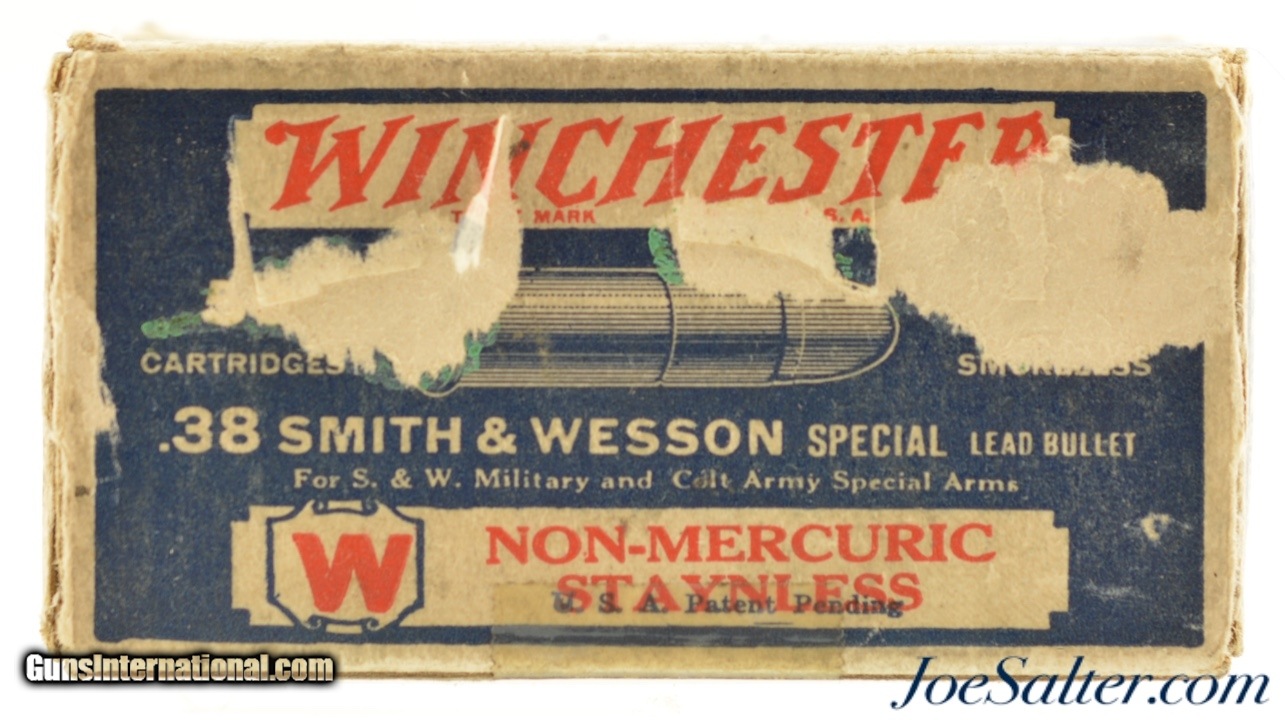 WINCHESTER
MARK S. A.
CARTRIDGES SMOKELESS
.38 SMITH & WESSON SPECIAL LEAD BULLET
For S. & W. Military and Colt Army Special Arms
W NON-MERCURIC
STAYNLESS
U. S. A. Patent Pending
GunsInternational.com
JoeSalter.com